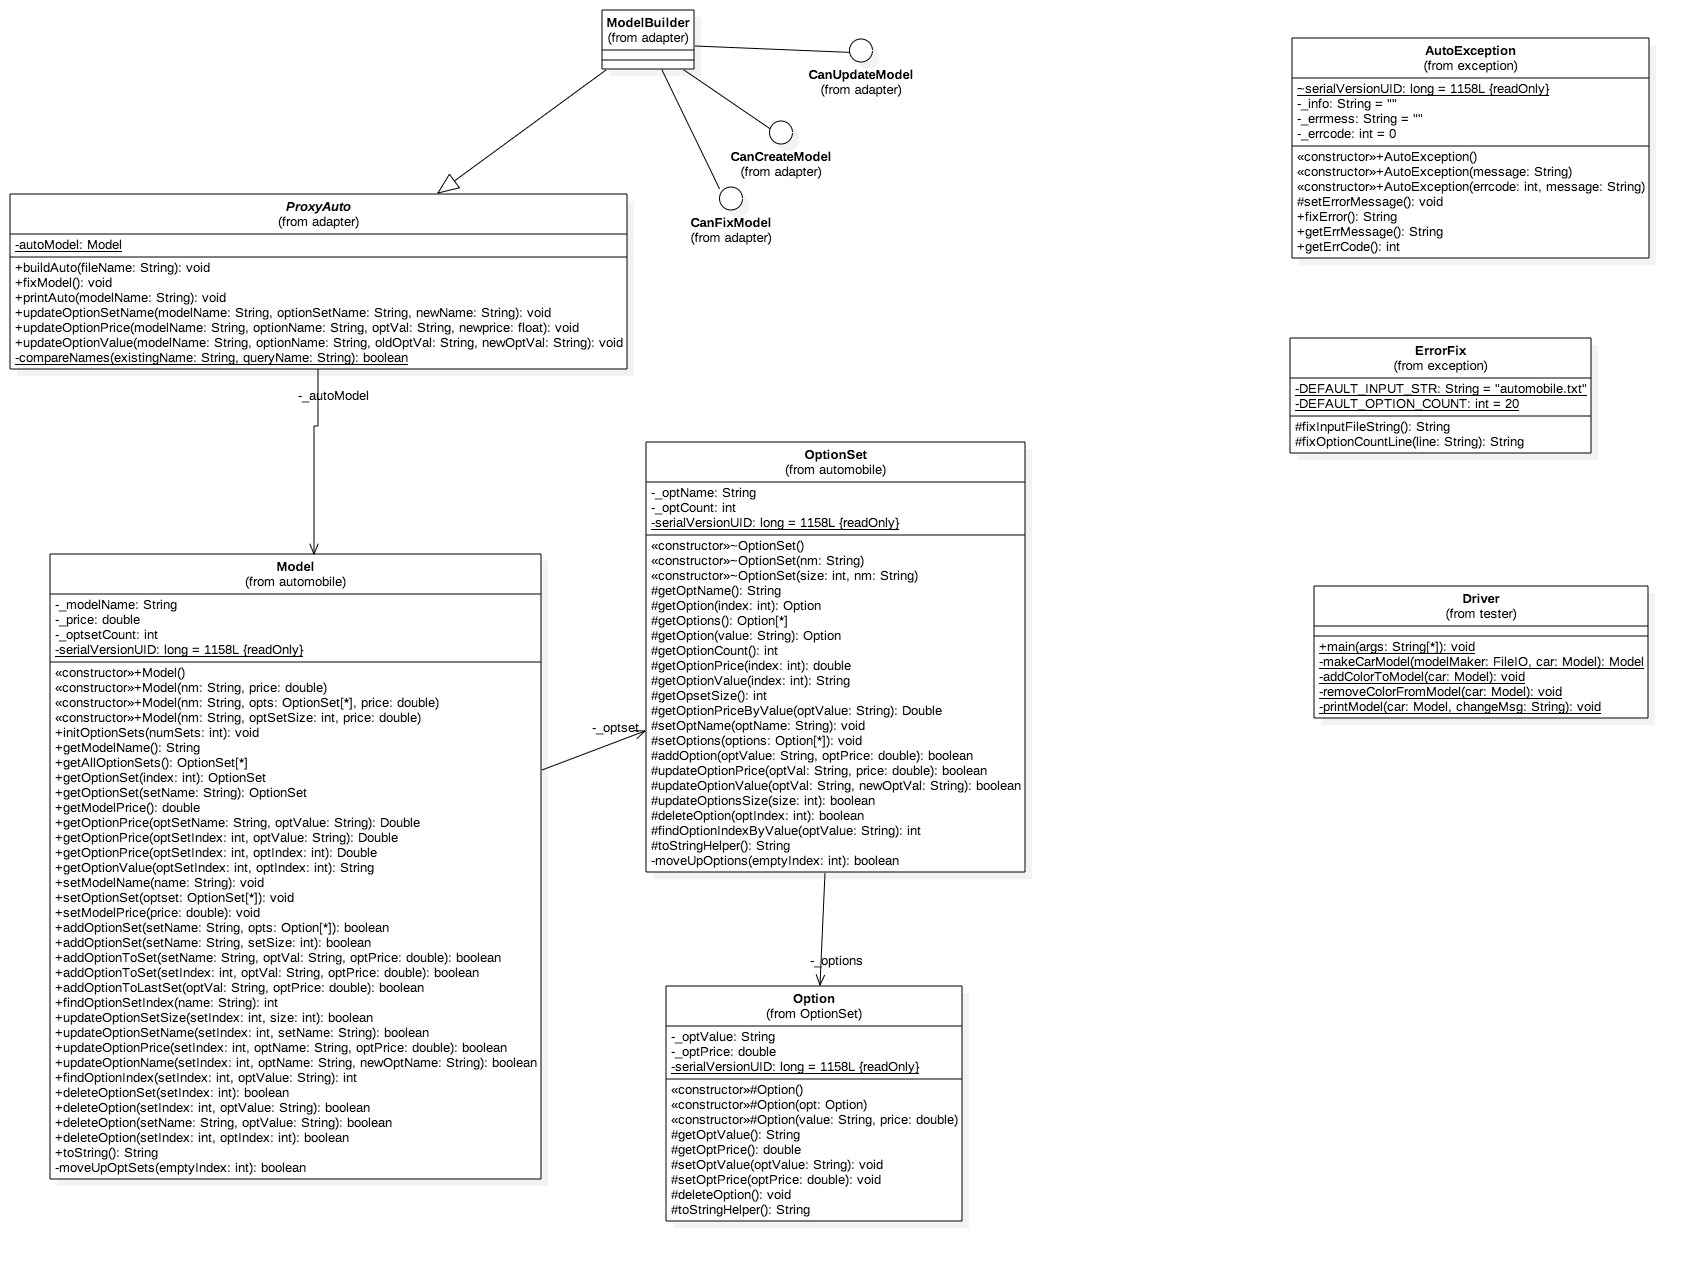 ModelBuilder
(from adapter)
CanUpdateModel
(from adapter)
CanCreateModel
(from adapter)
CanFixModel
(from adapter)
ProxyAuto
(from adapter)
-autoModel: Model
+buildAuto(fileName: String): void
+fixModel(): void
+printAuto(modelName: String): void
+updateOptionSetName(modelName: String, optionSetName: String, newName: String): void
+updateOptionPrice(modelName: String, optionName: String, optVal: String, newprice: float): void
+updateOptionValue(modelName: String, optionName: String, oldOptVal: String, newOptVal: String): void
-compareNames(existingName: String, queryName: String): boolean
-_autoModel
Model
(from automobile)
-_modelName: String
-_price: double
-_optsetCount: int
-serialVersionUID: long = 1158L {readOnly}
«constructor»+Model()
«constructor»+Model(nm: String, price: double)
«constructor»+Model(nm: String, opts: OptionSet[*], price: double)
«constructor»+Model(nm: String, optSetSize: int, price: double)
+initOptionSets(numSets: int): void
+getModelName(): String
+getAllOptionSets(): OptionSet[*]
+getOptionSet(index: int): OptionSet
+getOptionSet(setName: String): OptionSet
+getModelPrice(): double
+getOptionPrice(optSetName: String, optValue: String): Double
+getOptionPrice(optSetIndex: int, optValue: String): Double
+getOptionPrice(optSetIndex: int, optIndex: int): Double
+getOptionValue(optSetIndex: int, optIndex: int): String
+setModelName(name: String): void
+setOptionSet(optset: OptionSet[*]): void
+setModelPrice(price: double): void
+addOptionSet(setName: String, opts: Option[*]): boolean
+addOptionSet(setName: String, setSize: int): boolean
+addOptionToSet(setName: String, optVal: String, optPrice: double): boolean
+addOptionToSet(setIndex: int, optVal: String, optPrice: double): boolean
+addOptionToLastSet(optVal: String, optPrice: double): boolean
+findOptionSetIndex(name: String): int
+updateOptionSetSize(setIndex: int, size: int): boolean
+updateOptionSetName(setIndex: int, setName: String): boolean
+updateOptionPrice(setIndex: int, optName: String, optPrice: double): boolean
+updateOptionName(setIndex: int, optName: String, newOptName: String): boolean
+findOptionIndex(setIndex: int, optValue: String): int
+deleteOptionSet(setIndex: int): boolean
+deleteOption(setIndex: int, optValue: String): boolean
+deleteOption(setName: String, optValue: String): boolean
+deleteOption(setIndex: int, optIndex: int): boolean
+toString(): String
-moveUpOptSets(emptyIndex: int): boolean
-_optset
OptionSet
(from automobile)
-_optName: String
-_optCount: int
-serialVersionUID: long = 1158L {readOnly}
«constructor»~OptionSet()
«constructor»~OptionSet(nm: String)
«constructor»~OptionSet(size: int, nm: String)
#getOptName(): String
#getOption(index: int): Option
#getOptions(): Option[*]
#getOption(value: String): Option
#getOptionCount(): int
#getOptionPrice(index: int): double
#getOptionValue(index: int): String
#getOpsetSize(): int
#getOptionPriceByValue(optValue: String): Double
#setOptName(optName: String): void
#setOptions(options: Option[*]): void
#addOption(optValue: String, optPrice: double): boolean
#updateOptionPrice(optVal: String, price: double): boolean
#updateOptionValue(optVal: String, newOptVal: String): boolean
#updateOptionsSize(size: int): boolean
#deleteOption(optIndex: int): boolean
#findOptionIndexByValue(optValue: String): int
#toStringHelper(): String
-moveUpOptions(emptyIndex: int): boolean
-_options
Option
(from OptionSet)
-_optValue: String
-_optPrice: double
-serialVersionUID: long = 1158L {readOnly}
«constructor»#Option()
«constructor»#Option(opt: Option)
«constructor»#Option(value: String, price: double)
#getOptValue(): String
#getOptPrice(): double
#setOptValue(optValue: String): void
#setOptPrice(optPrice: double): void
#deleteOption(): void
#toStringHelper(): String
AutoException
(from exception)
~serialVersionUID: long = 1158L {readOnly}
-_info: String = ""
-_errmess: String = ""
-_errcode: int = 0
«constructor»+AutoException()
«constructor»+AutoException(message: String)
«constructor»+AutoException(errcode: int, message: String)
#setErrorMessage(): void
+fixError(): String
+getErrMessage(): String
+getErrCode(): int
ErrorFix
(from exception)
-DEFAULT_INPUT_STR: String = "automobile.txt"
-DEFAULT_OPTION_COUNT: int = 20
#fixInputFileString(): String
#fixOptionCountLine(line: String): String
Driver
(from tester)
+main(args: String[*]): void
-makeCarModel(modelMaker: FileIO, car: Model): Model
-addColorToModel(car: Model): void
-removeColorFromModel(car: Model): void
-printModel(car: Model, changeMsg: String): void